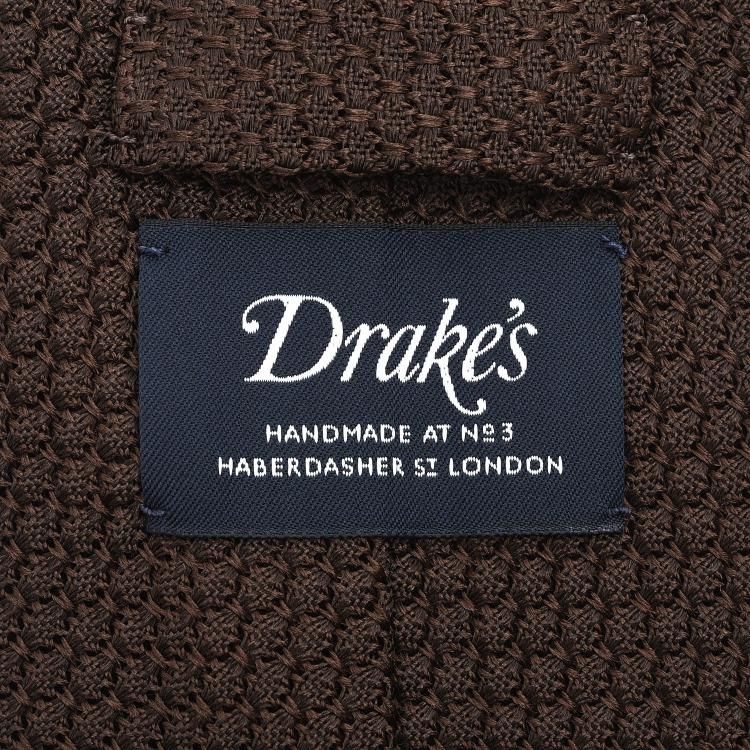 Drake's
HANDMADE AT Nº 3
HABERDASHER ST LONDON